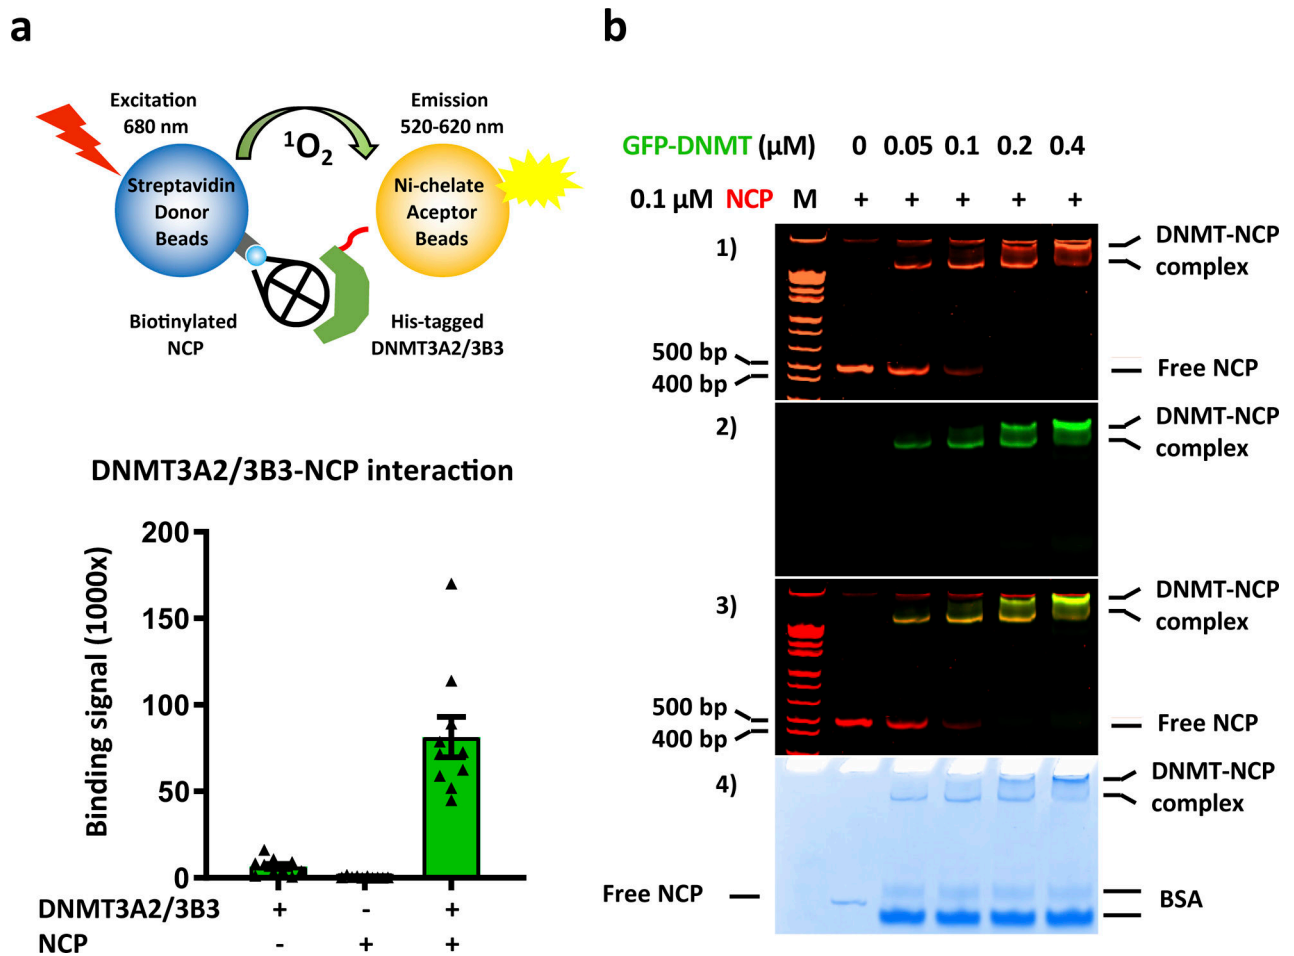 a
Excitation
680 nm
¹O₂
Emission
520-620 nm
Streptavidin
Donor
Beads
Ni-chelate
Aceptor
Beads
Biotinylated
NCP
His-tagged
DNMT3A2/3B3
DNMT3A2/3B3-NCP interaction
Binding signal (1000x)
200
150
100
50
0
DNMT3A2/3B3 + - +
NCP - + +
b
GFP-DNMT (μM) 0 0.05 0.1 0.2 0.4
0.1 μM NCP M + + + + +
1)
DNMT-NCP
complex
500 bp
400 bp
Free NCP
2)
DNMT-NCP
complex
3)
DNMT-NCP
complex
500 bp
400 bp
Free NCP
4)
DNMT-NCP
complex
Free NCP
BSA